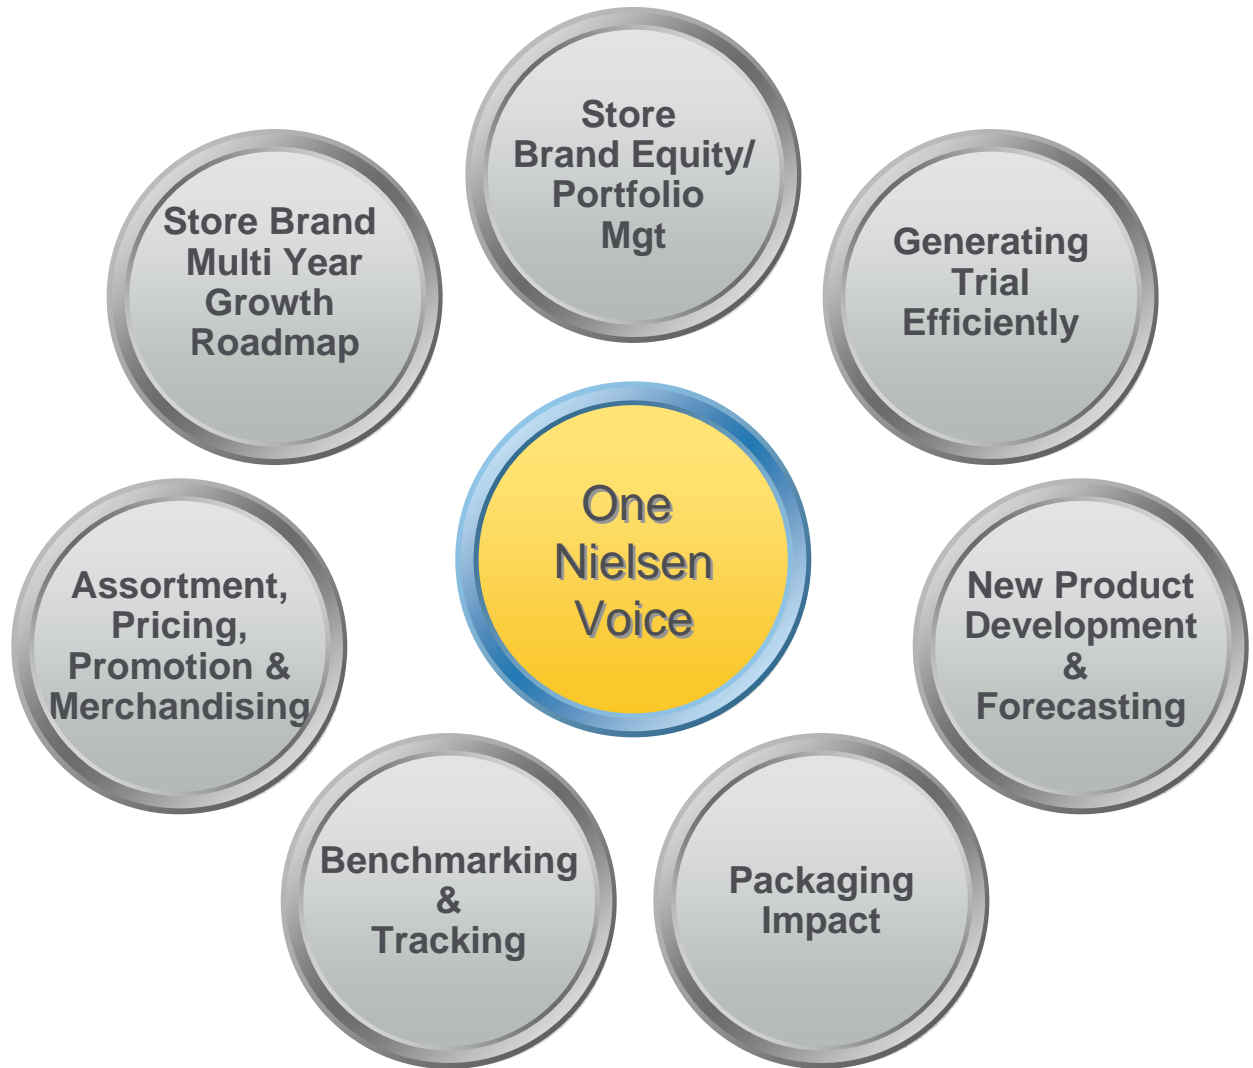 Store
Brand Equity/
Portfolio
Mgt
Store Brand
Multi Year
Growth
Roadmap
Generating
Trial
Efficiently
One
Nielsen
Voice
Assortment,
Pricing,
Promotion &
Merchandising
New Product
Development
&
Forecasting
Benchmarking
&
Tracking
Packaging
Impact